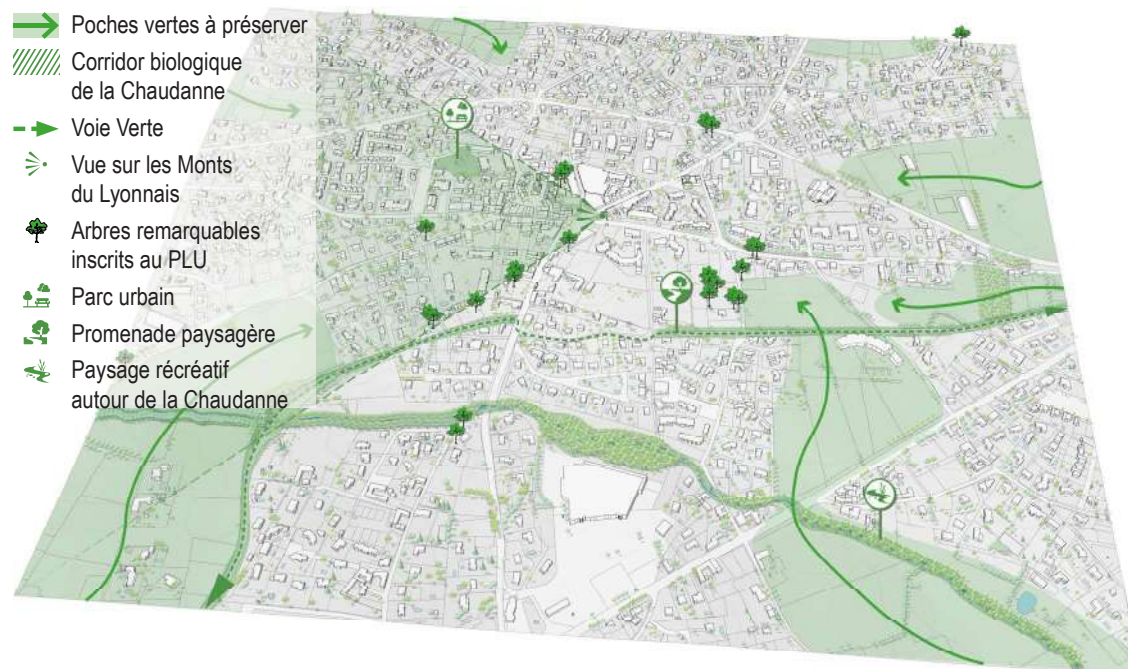 Poches vertes à préserver
Corridor biologique
de la Chaudanne
Voie Verte
Vue sur les Monts
du Lyonnais
Arbres remarquables
inscrits au PLU
Parc urbain
Promenade paysagère
Paysage récréatif
autour de la Chaudanne